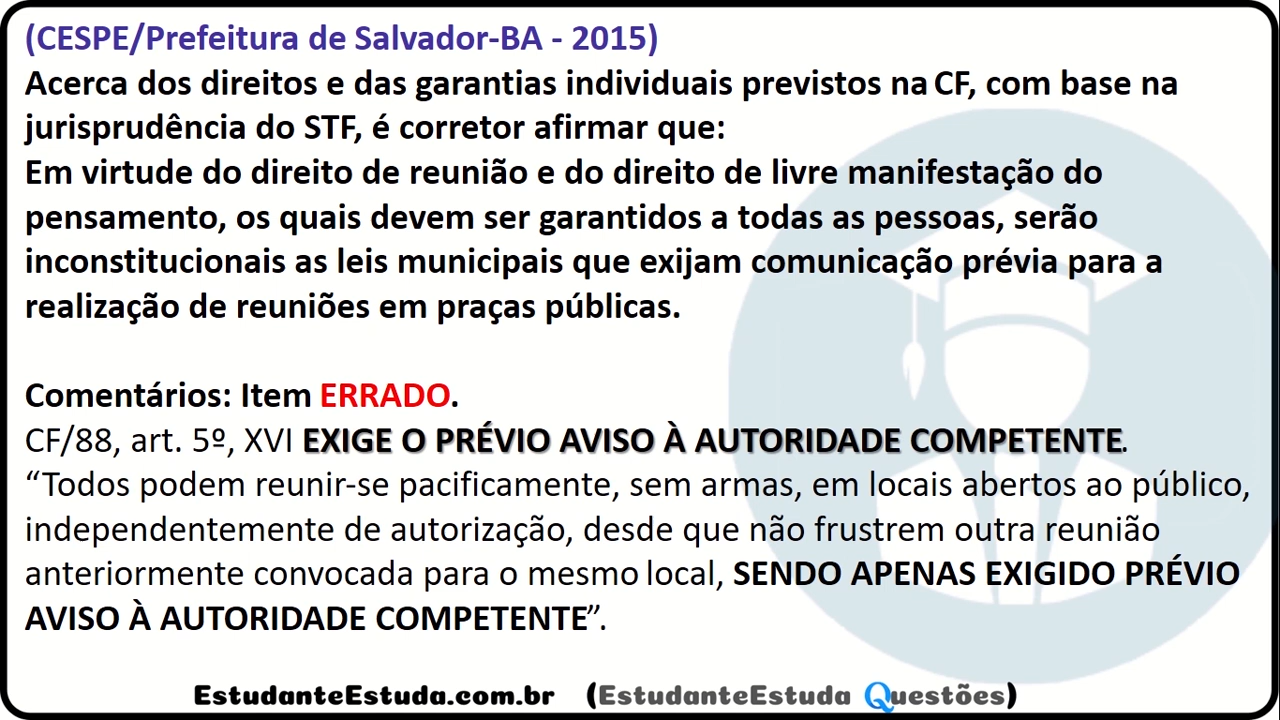 (CESPE/Prefeitura de Salvador-BA - 2015)
Acerca dos direitos e das garantias individuais previstos na CF, com base na
jurisprudência do STF, é corretor afirmar que:
Em virtude do direito de reunião e do direito de livre manifestação do
pensamento, os quais devem ser garantidos a todas as pessoas, serão
inconstitucionais as leis municipais que exijam comunicação prévia para a
realização de reuniões em praças públicas.
Comentários: Item ERRADO.
CF/88, art. 5º, XVI EXIGE O PRÉVIO AVISO À AUTORIDADE COMPETENTE.
“Todos podem reunir-se pacificamente, sem armas, em locais abertos ao público,
independentemente de autorização, desde que não frustrem outra reunião
anteriormente convocada para o mesmo local, SENDO APENAS EXIGIDO PRÉVIO
AVISO À AUTORIDADE COMPETENTE”.
EstudanteEstuda.com.br (EstudanteEstuda Questões)